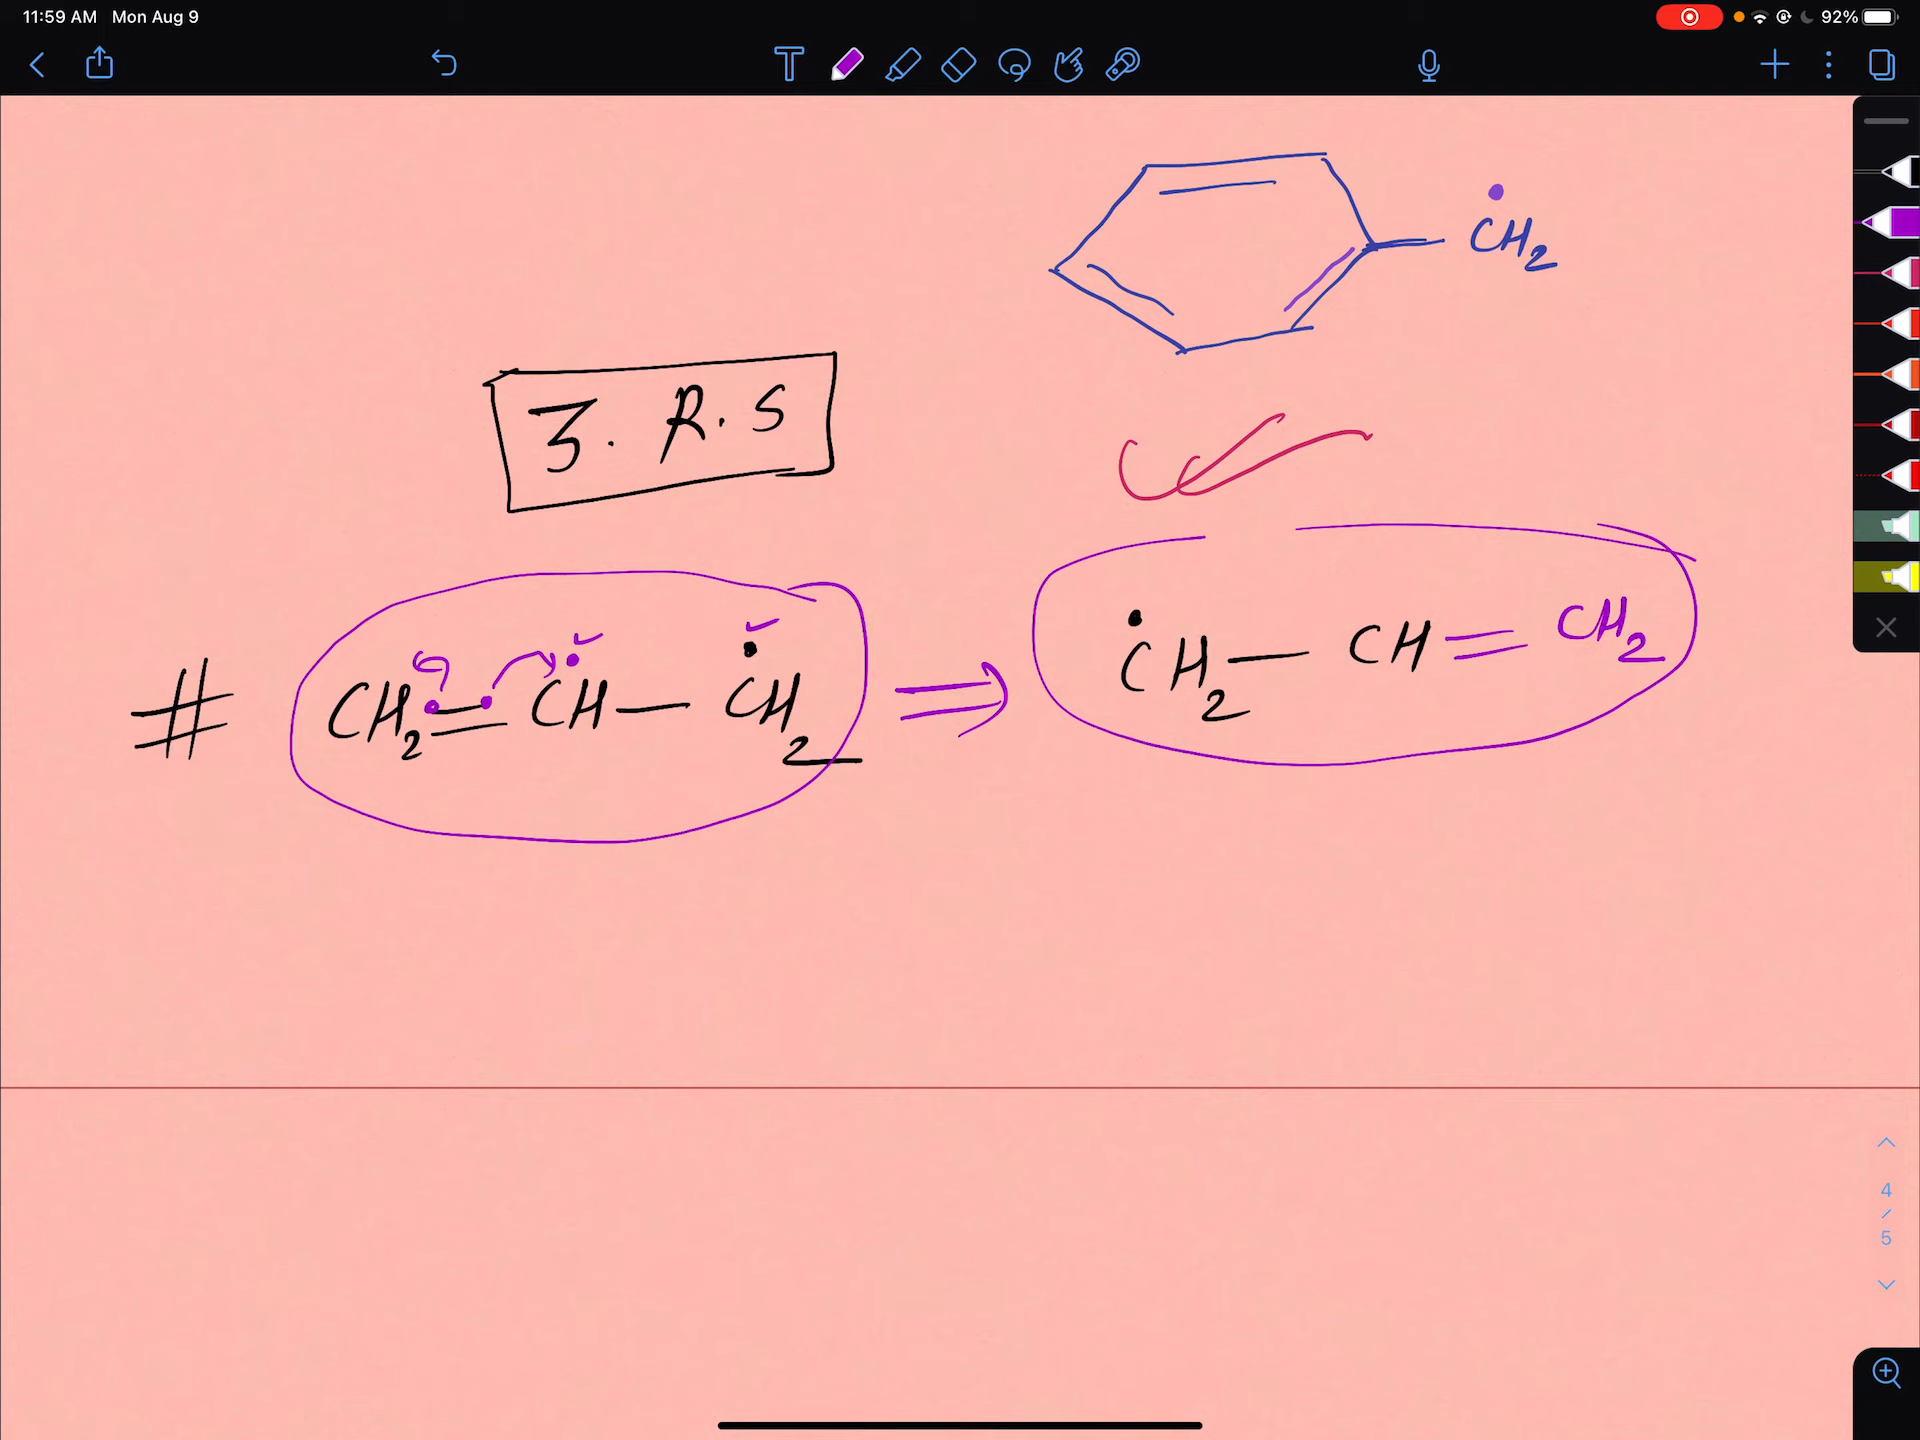 11:59 AM Mon Aug 9
92%
T
ĊH₂
3. R.S
# CH₂=CH—ĊH₂ ⇒ ĊH₂—CH=CH₂
4
/
5